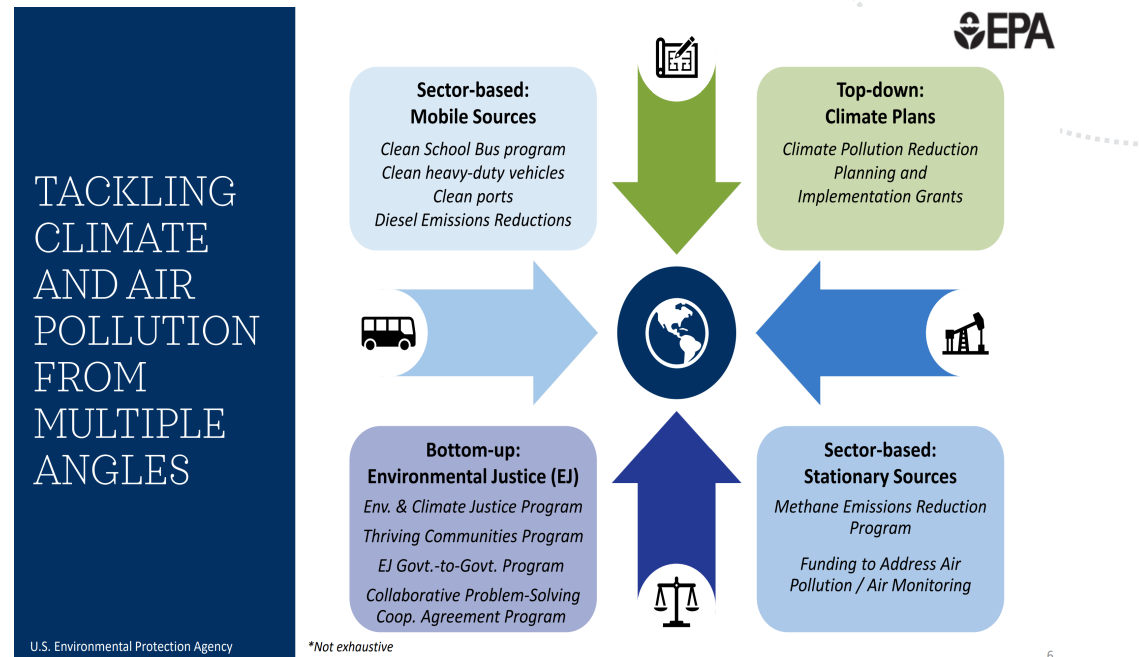 TACKLING
CLIMATE
AND AIR
POLLUTION
FROM
MULTIPLE
ANGLES
U.S. Environmental Protection Agency
EPA
Sector-based:
Mobile Sources
Clean School Bus program
Clean heavy-duty vehicles
Clean ports
Diesel Emissions Reductions
Top-down:
Climate Plans
Climate Pollution Reduction
Planning and
Implementation Grants
Bottom-up:
Environmental Justice (EJ)
Env. & Climate Justice Program
Thriving Communities Program
EJ Govt.-to-Govt. Program
Collaborative Problem-Solving
Coop. Agreement Program
Sector-based:
Stationary Sources
Methane Emissions Reduction
Program
Funding to Address Air
Pollution / Air Monitoring
*Not exhaustive
6